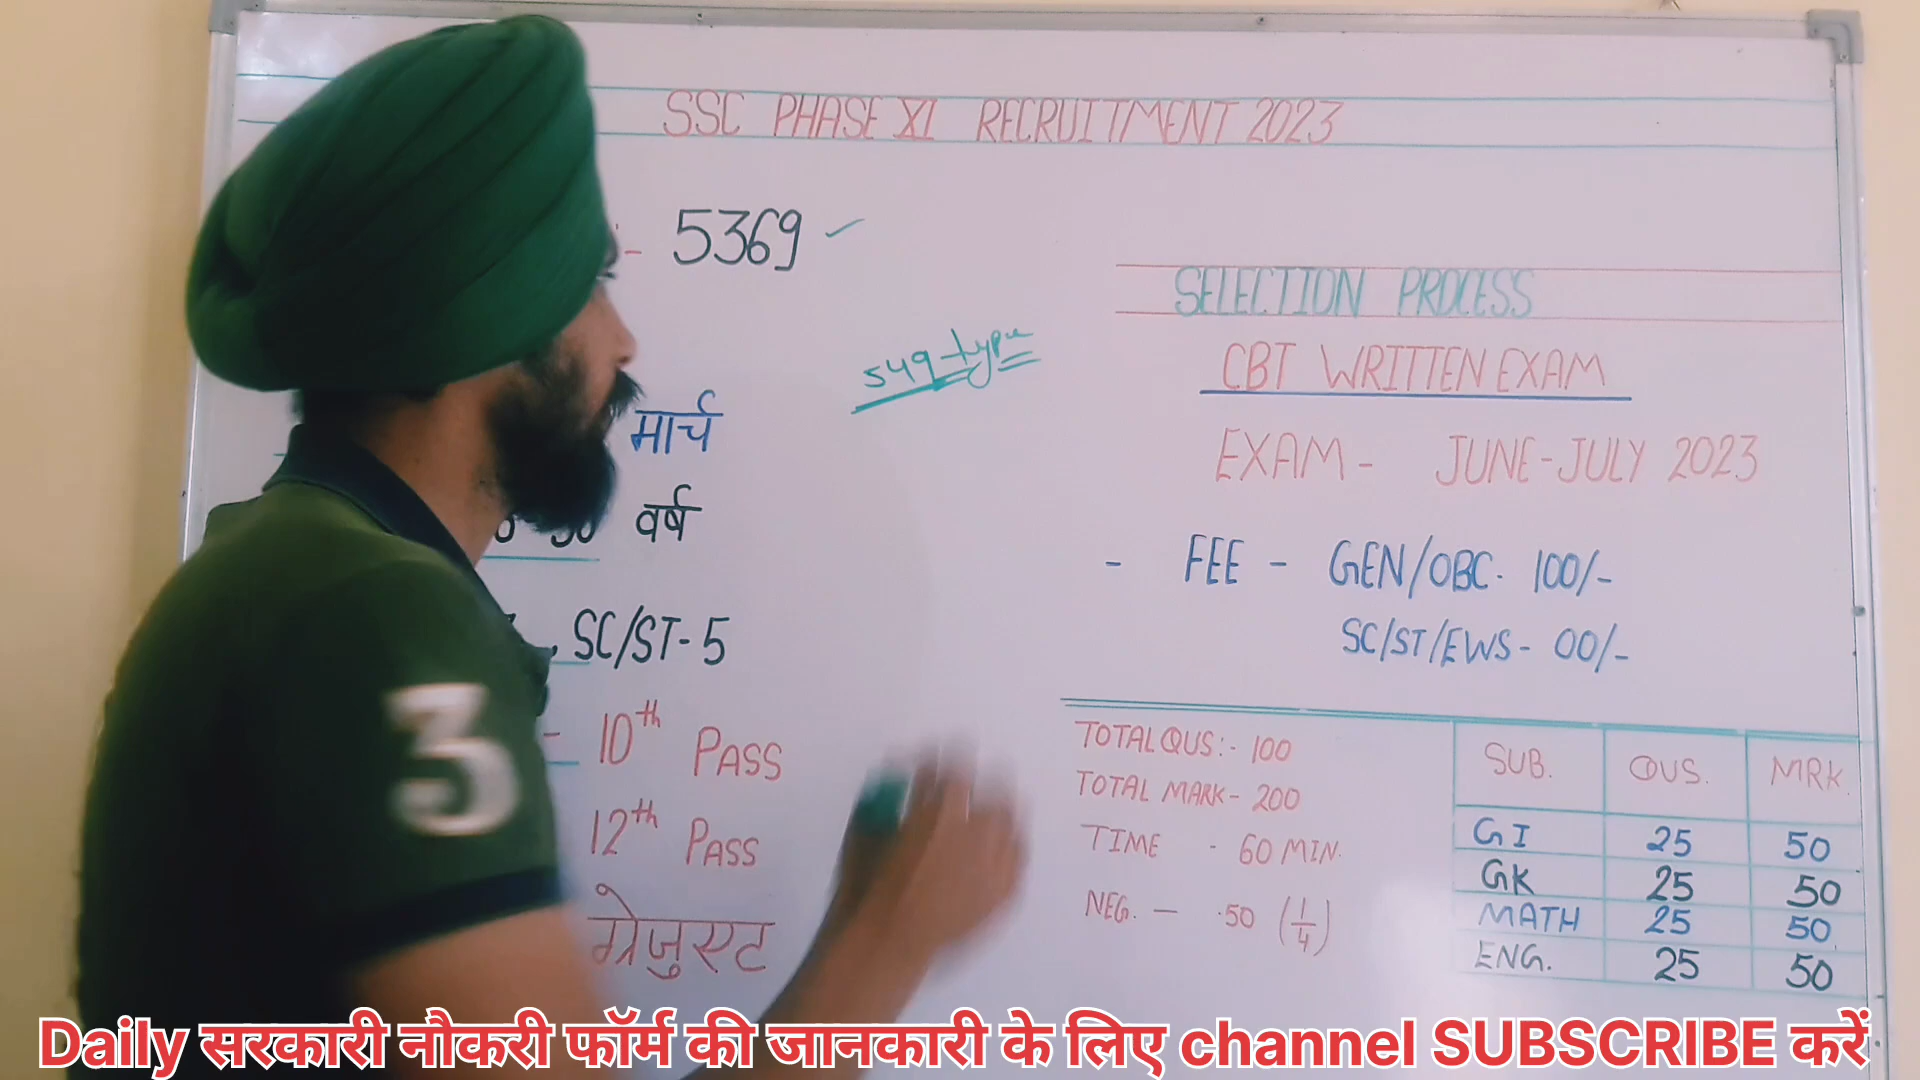 SSC PHASE XI RECRUITMENT 2023
:- 5369
549 type
मार्च
30 वर्ष
, SC/ST- 5
- 10th PASS
12th PASS
ग्रेजुएट
3
SELECTION PROCESS
CBT WRITTEN EXAM
EXAM - JUNE-JULY 2023
- FEE - GEN/OBC- 100/-
SC/ST/EWS - 00/-
TOTAL QUS:- 100
TOTAL MARK - 200
TIME - 60 MIN.
NEG. - .50 (1/4)
SUB. QUS. MRK.
GI 25 50
GK 25 50
MATH 25 50
ENG. 25 50
Daily सरकारी नौकरी फॉर्म की जानकारी के लिए channel SUBSCRIBE करें